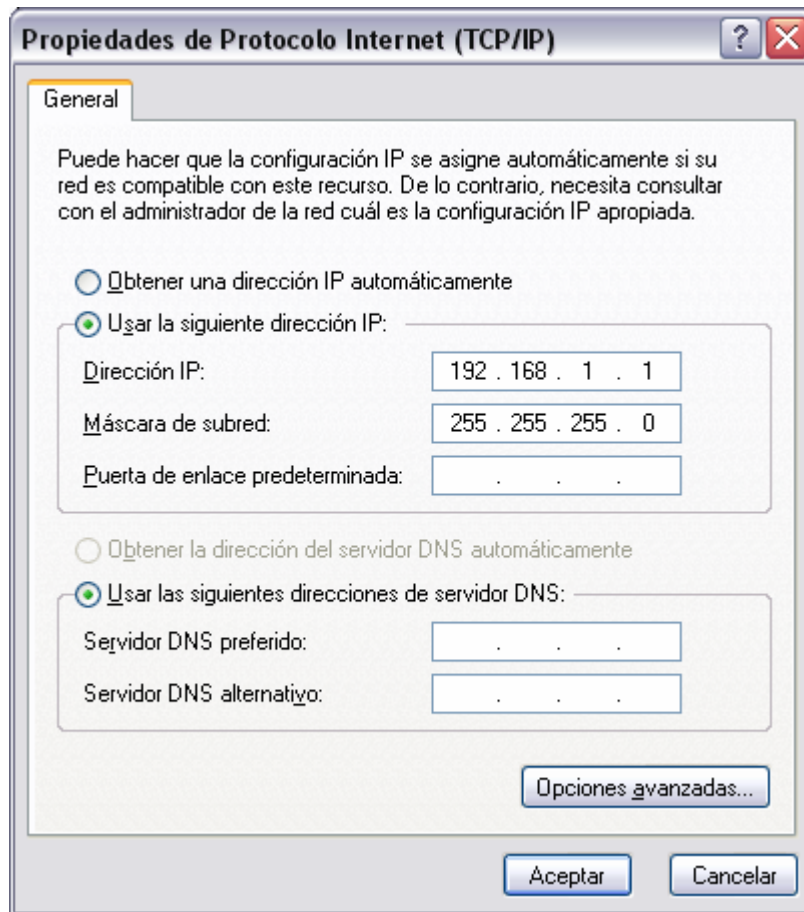 Propiedades de Protocolo Internet (TCP/IP)
General
Puede hacer que la configuración IP se asigne automáticamente si su
red es compatible con este recurso. De lo contrario, necesita consultar
con el administrador de la red cuál es la configuración IP apropiada.
Obtener una dirección IP automáticamente
Usar la siguiente dirección IP:
Dirección IP: 192 . 168 . 1 . 1
Máscara de subred: 255 . 255 . 255 . 0
Puerta de enlace predeterminada: . . .
Obtener la dirección del servidor DNS automáticamente
Usar las siguientes direcciones de servidor DNS:
Servidor DNS preferido: . . .
Servidor DNS alternativo: . . .
Opciones avanzadas...
Aceptar Cancelar